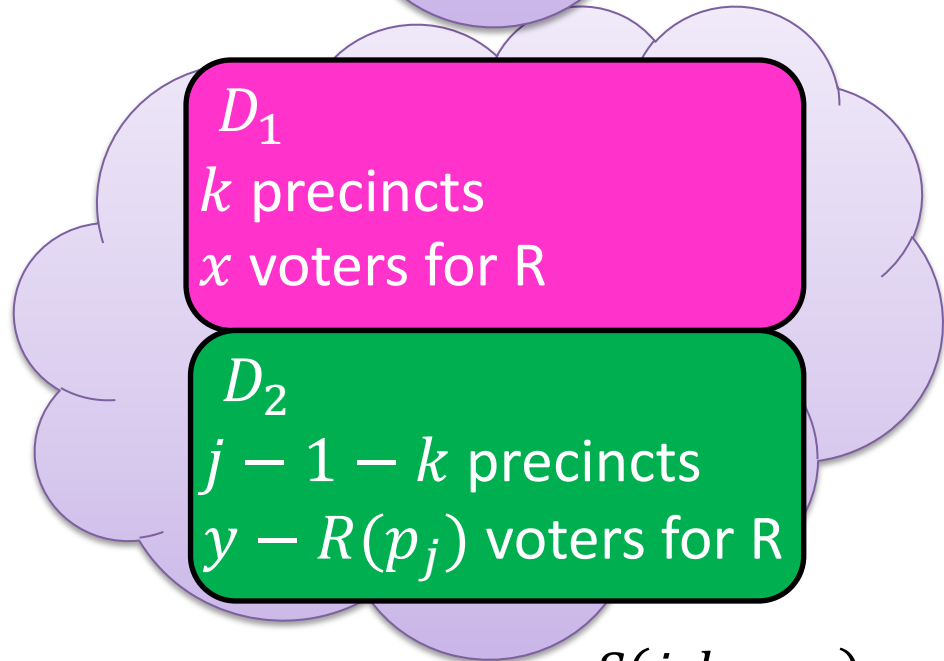 D₁
k precincts
x voters for R
D₂
j − 1 − k precincts
y − R(pⱼ) voters for R